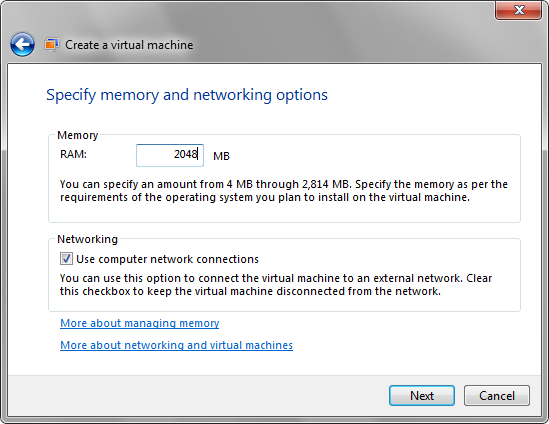 Create a virtual machine
Specify memory and networking options
Memory
RAM: 2048 MB
You can specify an amount from 4 MB through 2,814 MB. Specify the memory as per the
requirements of the operating system you plan to install on the virtual machine.
Networking
Use computer network connections
You can use this option to connect the virtual machine to an external network. Clear
this checkbox to keep the virtual machine disconnected from the network.
More about managing memory
More about networking and virtual machines
Next Cancel